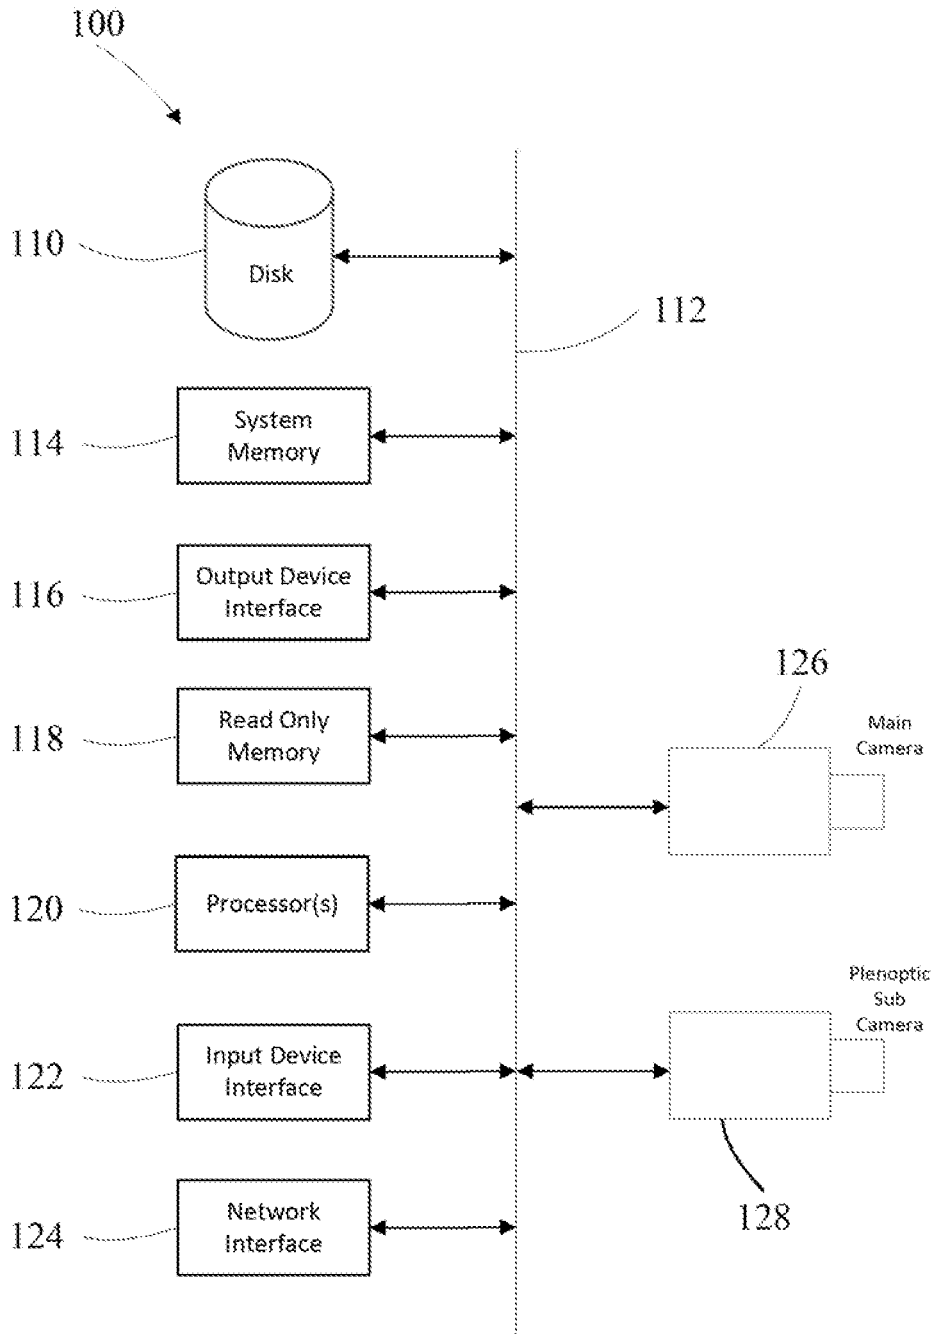 100
110
Disk
112
114
System
Memory
116
Output Device
Interface
118
Read Only
Memory
126
Main
Camera
120
Processor(s)
Plenoptic
Sub
Camera
122
Input Device
Interface
128
124
Network
Interface